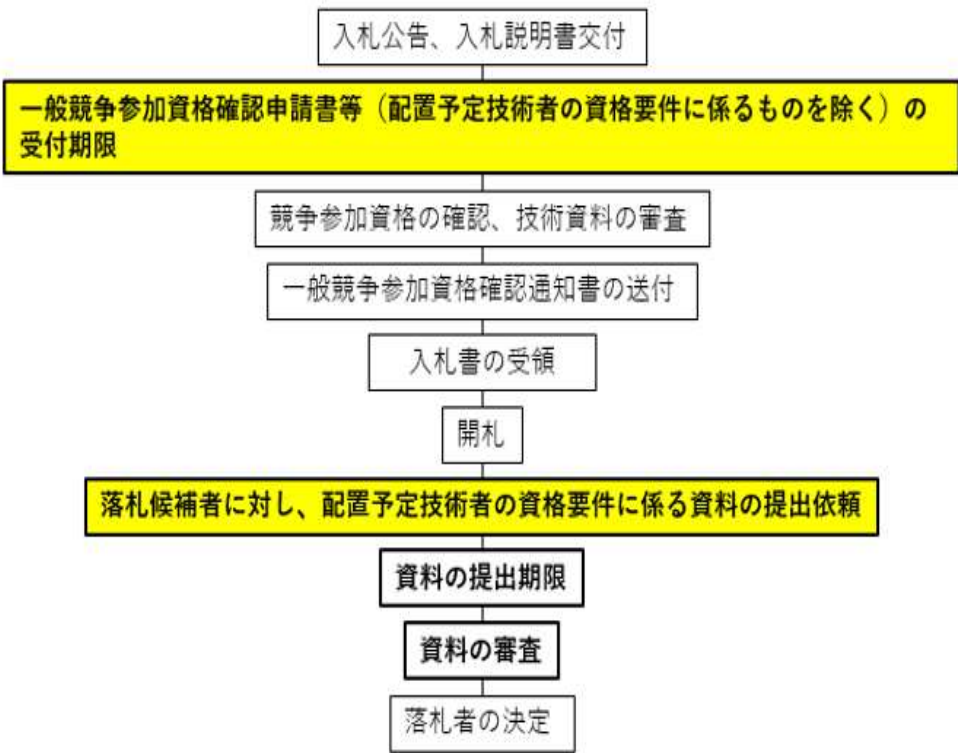 入札公告、入札説明書交付
一般競争参加資格確認申請書等（配置予定技術者の資格要件に係るものを除く）の
受付期限
競争参加資格の確認、技術資料の審査
一般競争参加資格確認通知書の送付
入札書の受領
開札
落札候補者に対し、配置予定技術者の資格要件に係る資料の提出依頼
資料の提出期限
資料の審査
落札者の決定